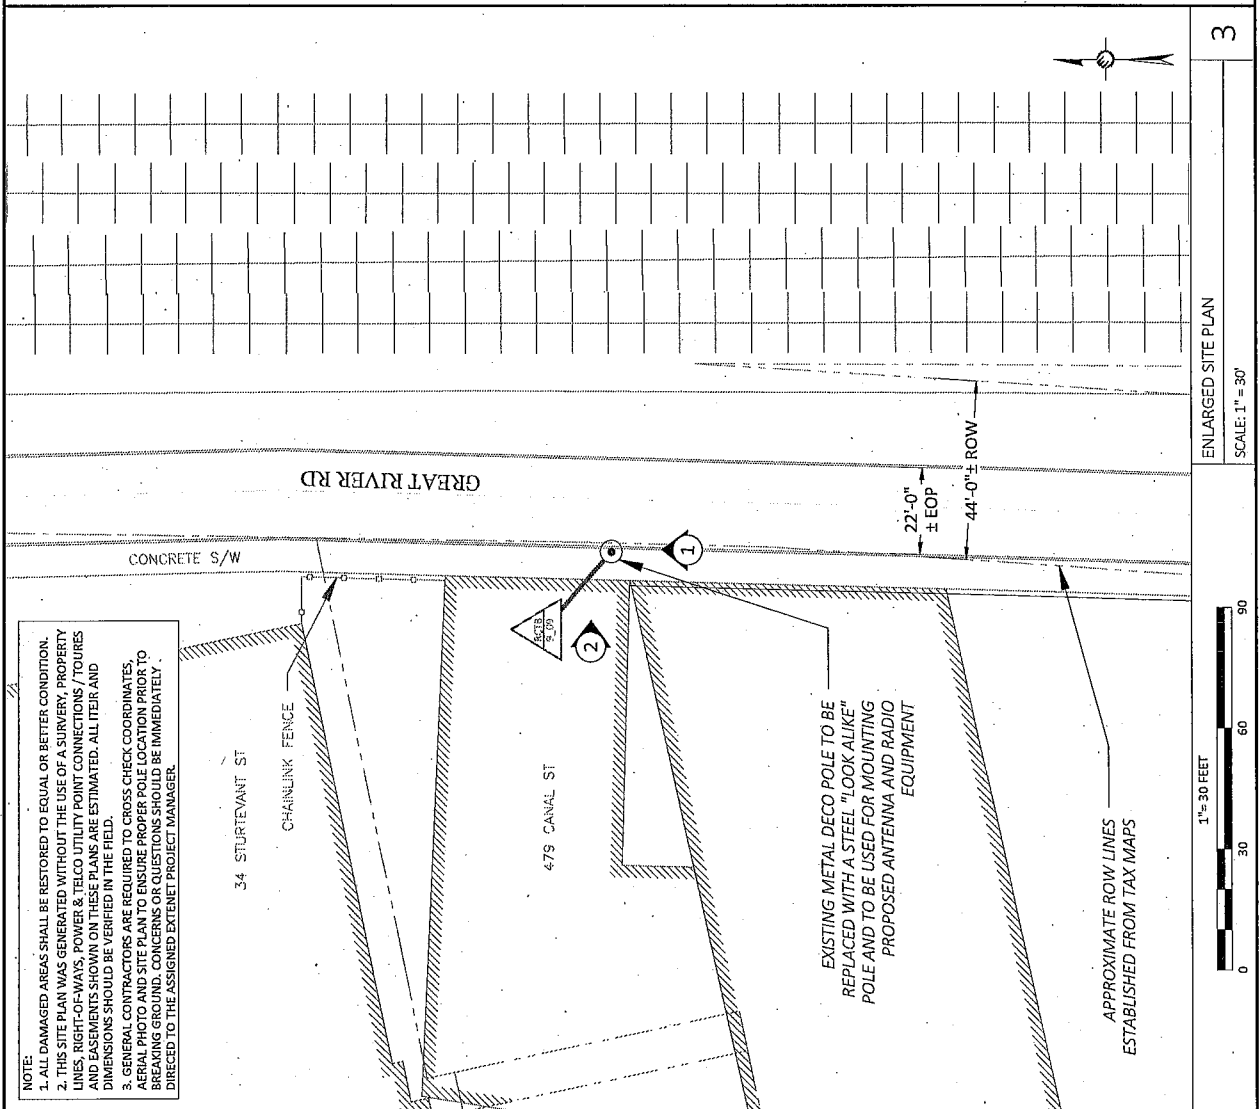 NOTE:
1. ALL DAMAGED AREAS SHALL BE RESTORED TO EQUAL OR BETTER CONDITION.
2. THIS SITE PLAN WAS GENERATED WITHOUT THE USE OF A SURVERY, PROPERTY
LINES, RIGHT-OF-WAYS, POWER & TELCO UTILITY POINT CONNECTIONS / TOURES
AND EASEMENTS SHOWN ON THESE PLANS ARE ESTIMATED. ALL ITEIR AND
DIMENSIONS SHOULD BE VERIFIED IN THE FIELD.
3. GENERAL CONTRACTORS ARE REQUIRED TO CROSS CHECK COORDINATES,
AERIAL PHOTO AND SITE PLAN TO ENSURE PROPER POLE LOCATION PRIOR TO
BREAKING GROUND. CONCERNS OR QUESTIONS SHOULD BE IMMEDIATELY
DIRECED TO THE ASSIGNED EXTENET PROJECT MANAGER.
34 STURTEVANT ST
CHAINLINK FENCE
CONCRETE S/W
GREAT RIVER RD
479 CANAL ST
2
1
EXISTING METAL DECO POLE TO BE
REPLACED WITH A STEEL "LOOK ALIKE"
POLE AND TO BE USED FOR MOUNTING
PROPOSED ANTENNA AND RADIO
EQUIPMENT
22'-0"
± EOP
44'-0"± ROW
APPROXIMATE ROW LINES
ESTABLISHED FROM TAX MAPS
1"= 30 FEET
0 30 60 90
ENLARGED SITE PLAN
SCALE: 1" = 30'
3